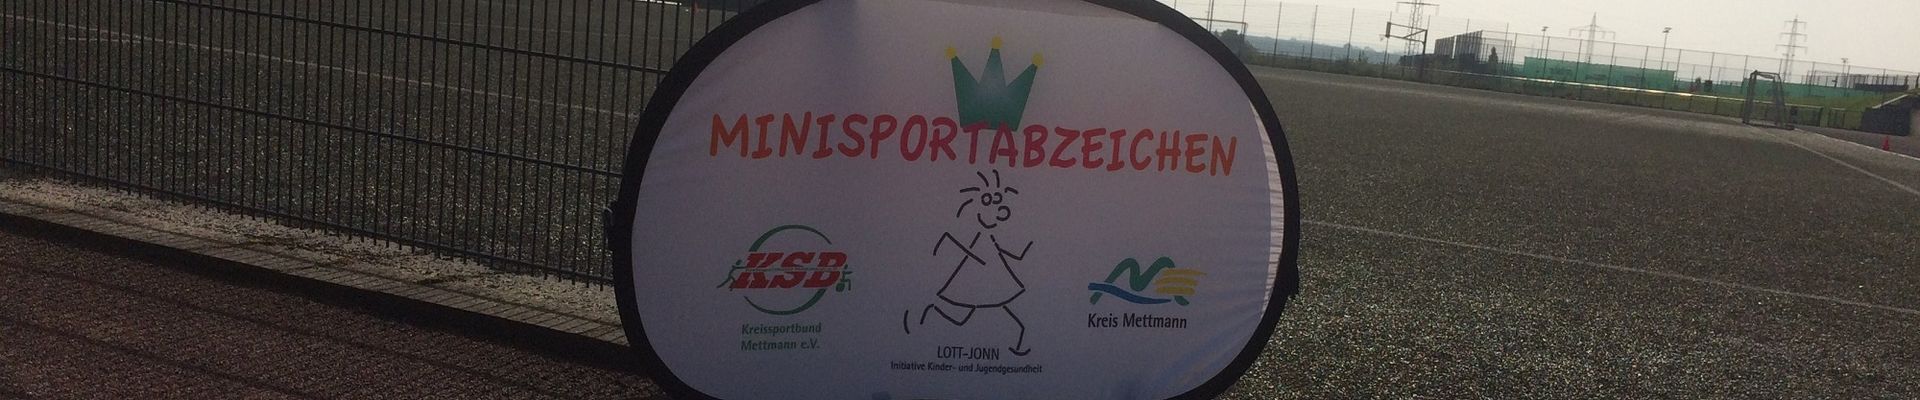 MINISPORTABZEICHEN
KSB
Kreissportbund
Mettmann e.V.
LOTT-JONN
Initiative Kinder- und Jugendgesundheit
Kreis Mettmann